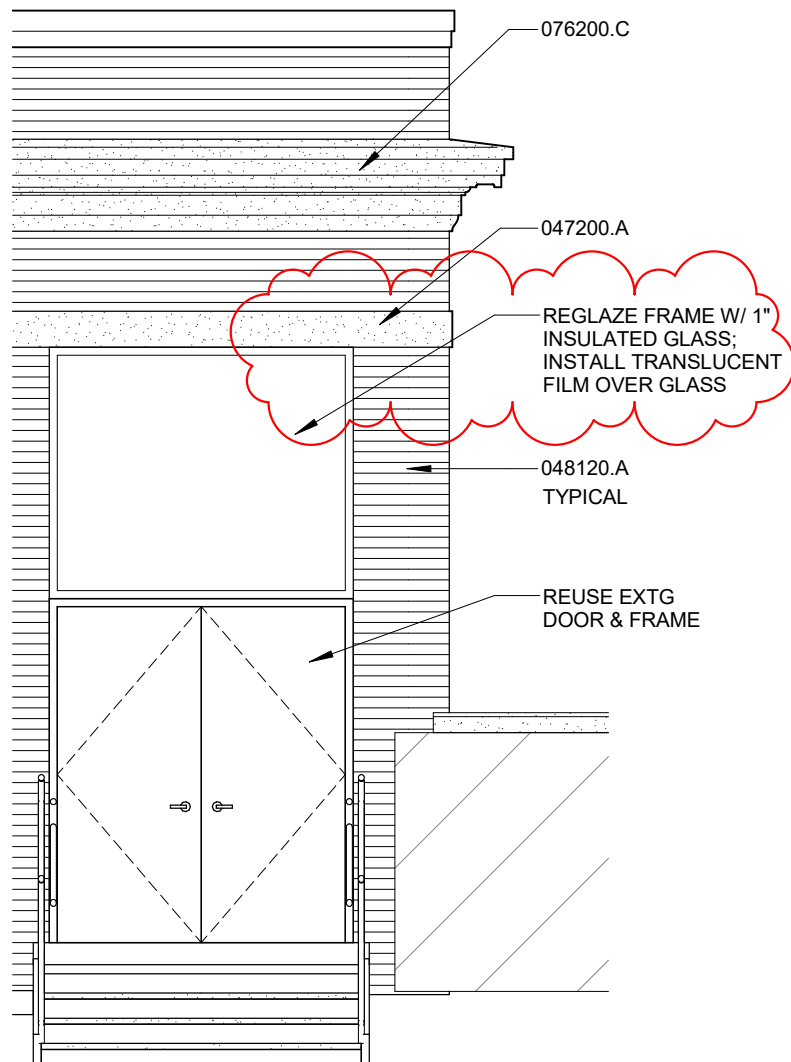 076200.C
047200.A
REGLAZE FRAME W/ 1"
INSULATED GLASS;
INSTALL TRANSLUCENT
FILM OVER GLASS
048120.A
TYPICAL
REUSE EXTG
DOOR & FRAME